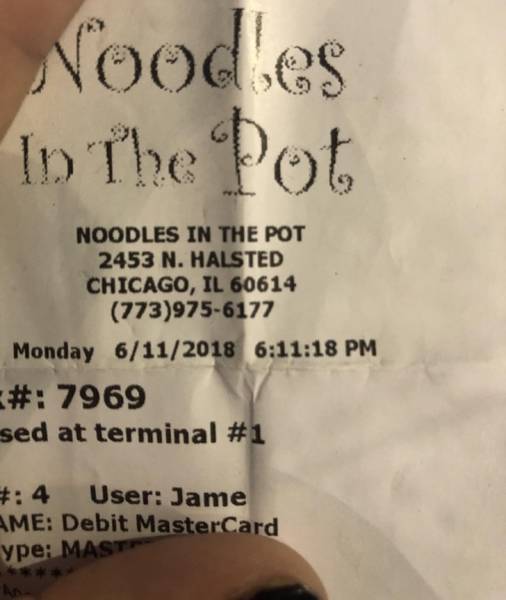 Noodles
In The Pot
NOODLES IN THE POT
2453 N. HALSTED
CHICAGO, IL 60614
(773)975-6177
Monday 6/11/2018 6:11:18 PM
#: 7969
sed at terminal #1
#: 4 User: Jame
AME: Debit MasterCard
ype: MAST
*****